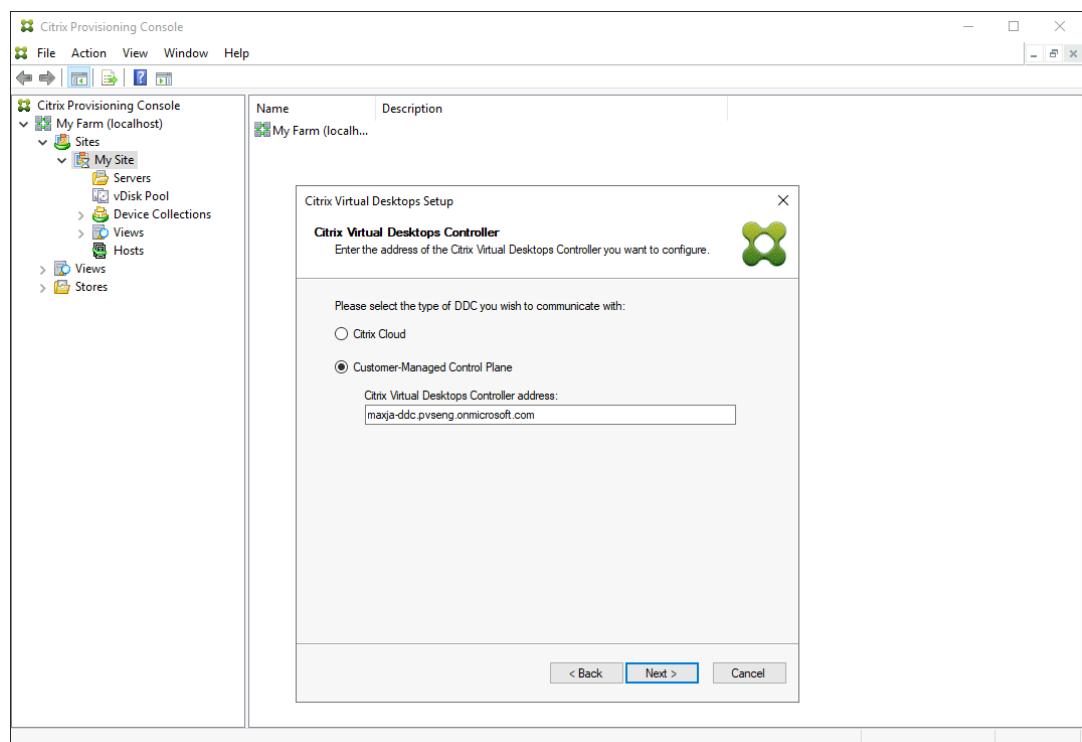 Citrix Provisioning Console
File Action View Window Help
Citrix Provisioning Console
My Farm (localhost)
Sites
My Site
Servers
vDisk Pool
Device Collections
Views
Hosts
Views
Stores
Name Description
My Farm (localh...
Citrix Virtual Desktops Setup
Citrix Virtual Desktops Controller
Enter the address of the Citrix Virtual Desktops Controller you want to configure.
Please select the type of DDC you wish to communicate with:
Citrix Cloud
Customer-Managed Control Plane
Citrix Virtual Desktops Controller address:
maxja-ddc.pvseng.onmicrosoft.com
< Back Next > Cancel